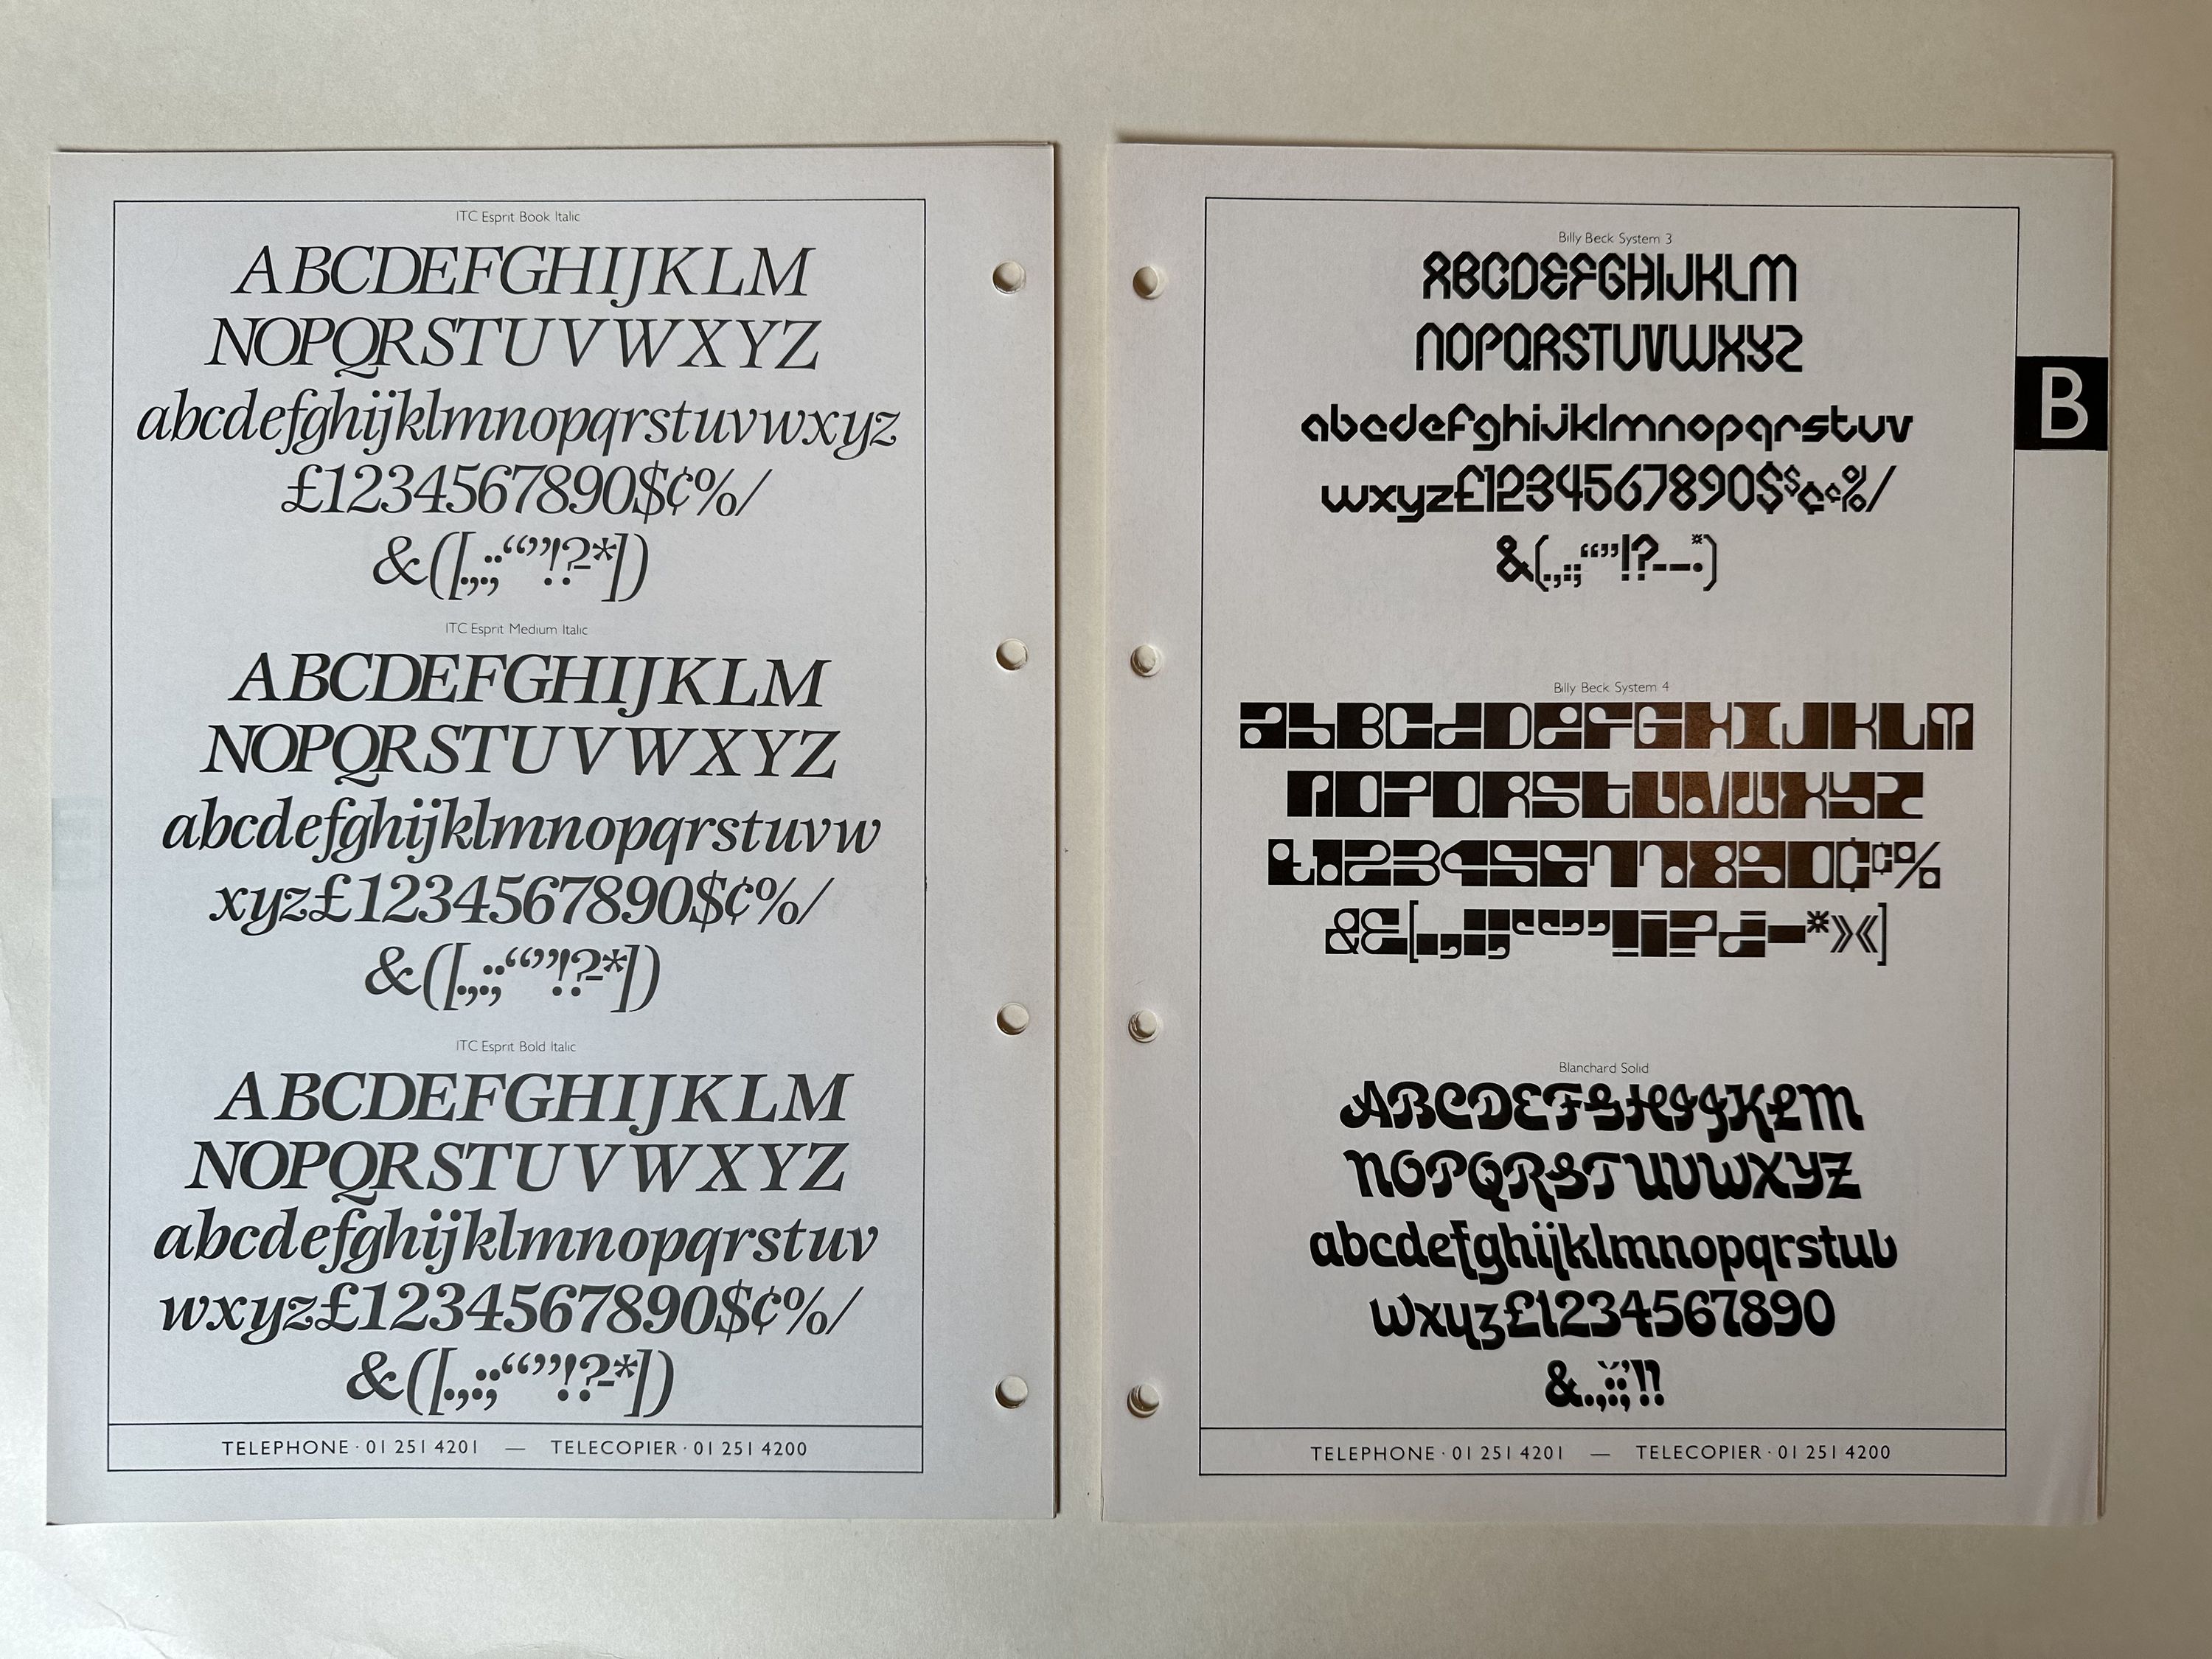 ITC Esprit Book Italic
ABCDEFGHIJKLM
NOPQRSTUVWXYZ
abcdefghijklmnopqrstuvwxyz
£1234567890$¢%/
&([.,:;“”!?-*])
ITC Esprit Medium Italic
ABCDEFGHIJKLM
NOPQRSTUVWXYZ
abcdefghijklmnopqrstuvw
xyz£1234567890$¢%/
&([.,:;“”!?-*])
ITC Esprit Bold Italic
ABCDEFGHIJKLM
NOPQRSTUVWXYZ
abcdefghijklmnopqrstuv
wxyz£1234567890$¢%/
&([.,:;“”!?-*])
TELEPHONE · 01 251 4201 — TELECOPIER · 01 251 4200
Billy Beck System 3
ABCDEFGHIJKLM
NOPQRSTUVWXYZ
abcdefghijklmnopqrstuv
wxyz£1234567890$$¢¢%/
&(.,:;“”!?-–*·)
B
Billy Beck System 4
abBCdDEFGHIJKLM
NOPQRStUVWXYZ
£12345677890¢¢%
&&[.,:;“”!¡?¿-*»«]
Blanchard Solid
ABCDEFGHIJKLM
NOPQRSTUVWXYZ
abcdefghijklmnopqrstuv
wxyz£1234567890
&.,:;‘’!?
TELEPHONE · 01 251 4201 — TELECOPIER · 01 251 4200